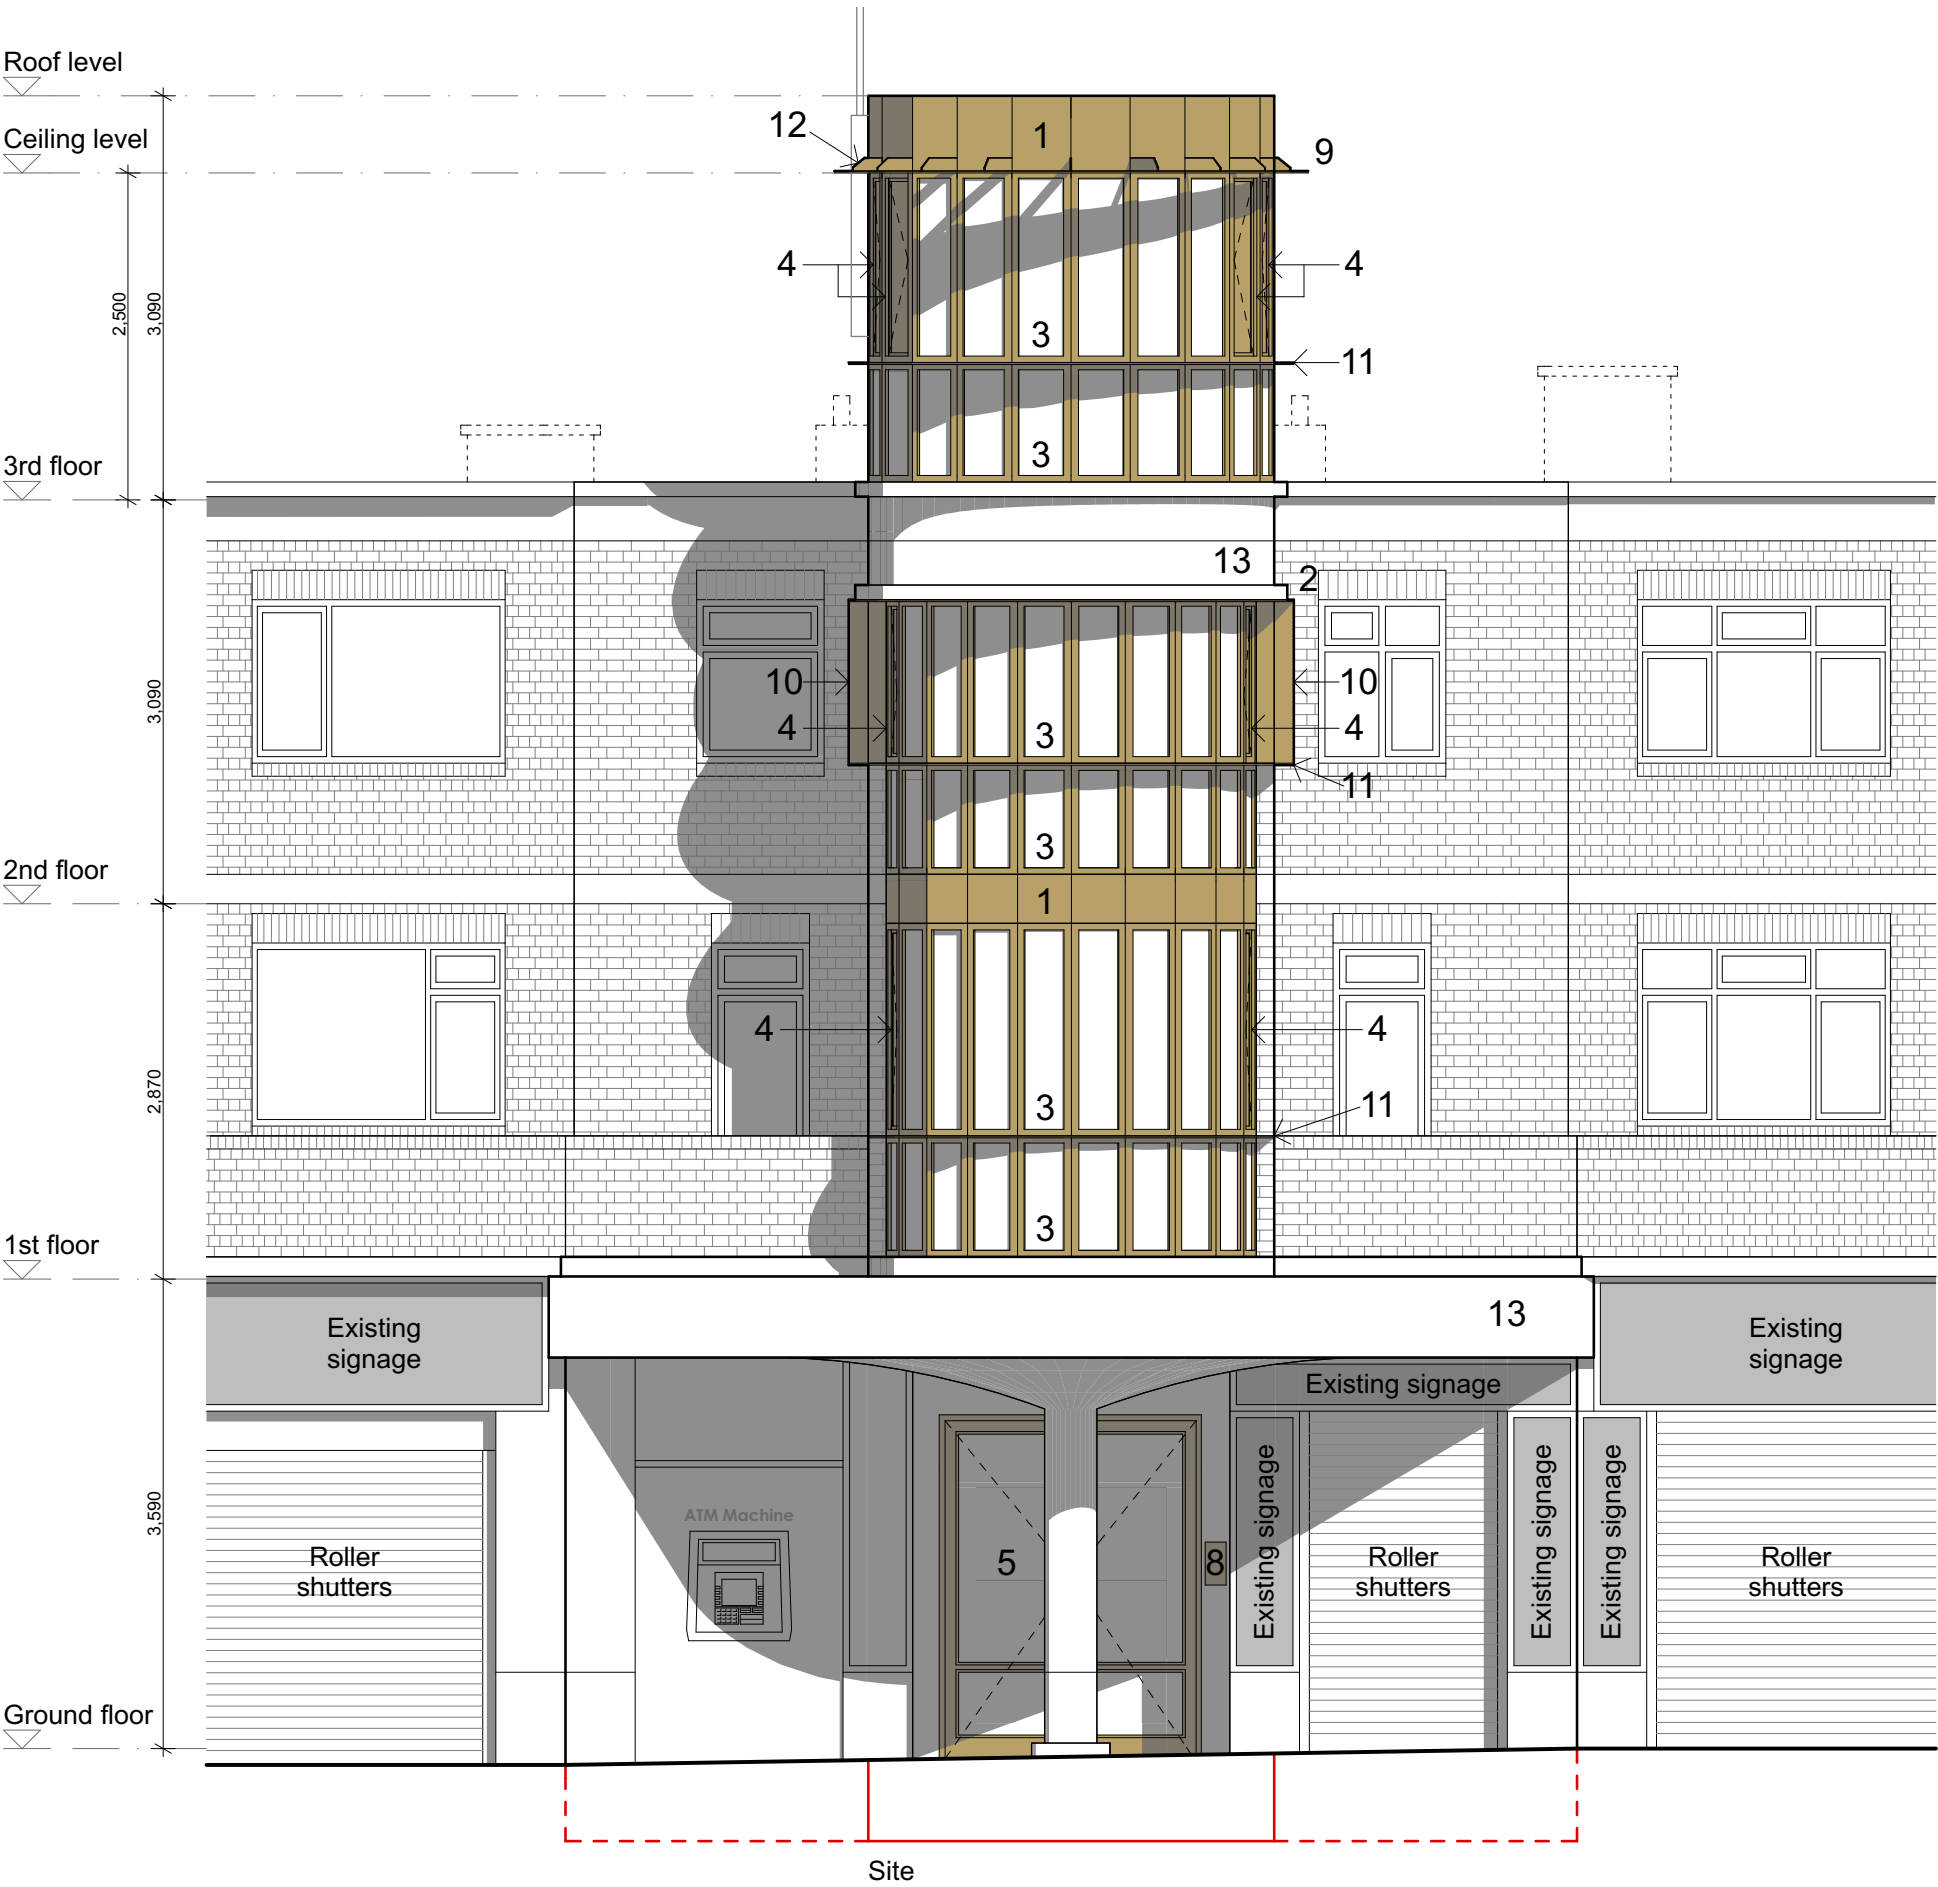 Roof level
12
1
Ceiling level
9
4
4
2,500
3,090
3
11
3
3rd floor
13
2
10
10
3,090
4
4
3
11
3
2nd floor
1
4
4
2,870
11
3
3
1st floor
13
Existing
signage
Existing
signage
Existing signage
3,590
ATM Machine
Existing signage
Existing signage
Existing signage
Roller
shutters
5
8
Roller
shutters
Roller
shutters
Ground floor
Site